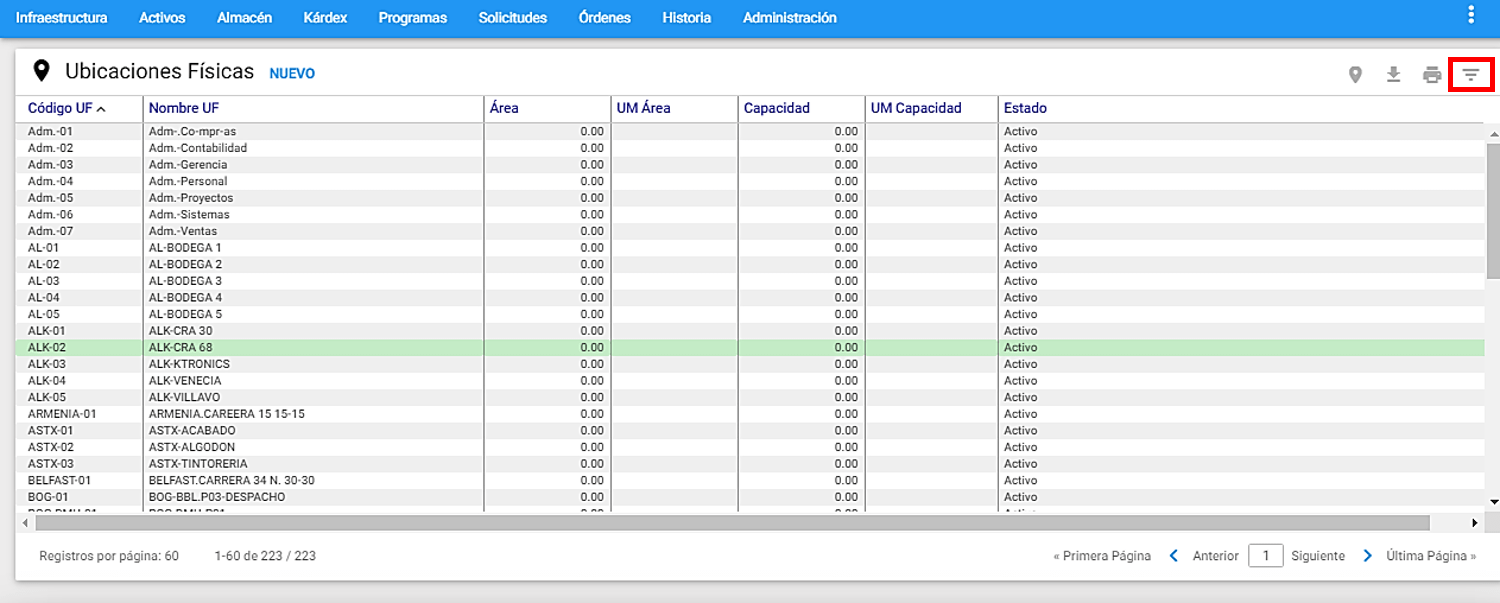 Infraestructura Activos Almacén Kárdex Programas Solicitudes Órdenes Historia Administración
Ubicaciones Físicas NUEVO
Código UF Nombre UF Área UM Área Capacidad UM Capacidad Estado
Adm.-01 Adm-.Co-mpr-as 0.00 0.00 Activo
Adm.-02 Adm.-Contabilidad 0.00 0.00 Activo
Adm.-03 Adm.-Gerencia 0.00 0.00 Activo
Adm.-04 Adm.-Personal 0.00 0.00 Activo
Adm.-05 Adm.-Proyectos 0.00 0.00 Activo
Adm.-06 Adm.-Sistemas 0.00 0.00 Activo
Adm.-07 Adm.-Ventas 0.00 0.00 Activo
AL-01 AL-BODEGA 1 0.00 0.00 Activo
AL-02 AL-BODEGA 2 0.00 0.00 Activo
AL-03 AL-BODEGA 3 0.00 0.00 Activo
AL-04 AL-BODEGA 4 0.00 0.00 Activo
AL-05 AL-BODEGA 5 0.00 0.00 Activo
ALK-01 ALK-CRA 30 0.00 0.00 Activo
ALK-02 ALK-CRA 68 0.00 0.00 Activo
ALK-03 ALK-KTRONICS 0.00 0.00 Activo
ALK-04 ALK-VENECIA 0.00 0.00 Activo
ALK-05 ALK-VILLAVO 0.00 0.00 Activo
ARMENIA-01 ARMENIA.CAREERA 15 15-15 0.00 0.00 Activo
ASTX-01 ASTX-ACABADO 0.00 0.00 Activo
ASTX-02 ASTX-ALGODON 0.00 0.00 Activo
ASTX-03 ASTX-TINTORERIA 0.00 0.00 Activo
BELFAST-01 BELFAST.CARRERA 34 N. 30-30 0.00 0.00 Activo
BOG-01 BOG-BBL.P03-DESPACHO 0.00 0.00 Activo
Registros por página: 60 1-60 de 223 / 223 « Primera Página Anterior 1 Siguiente Última Página »